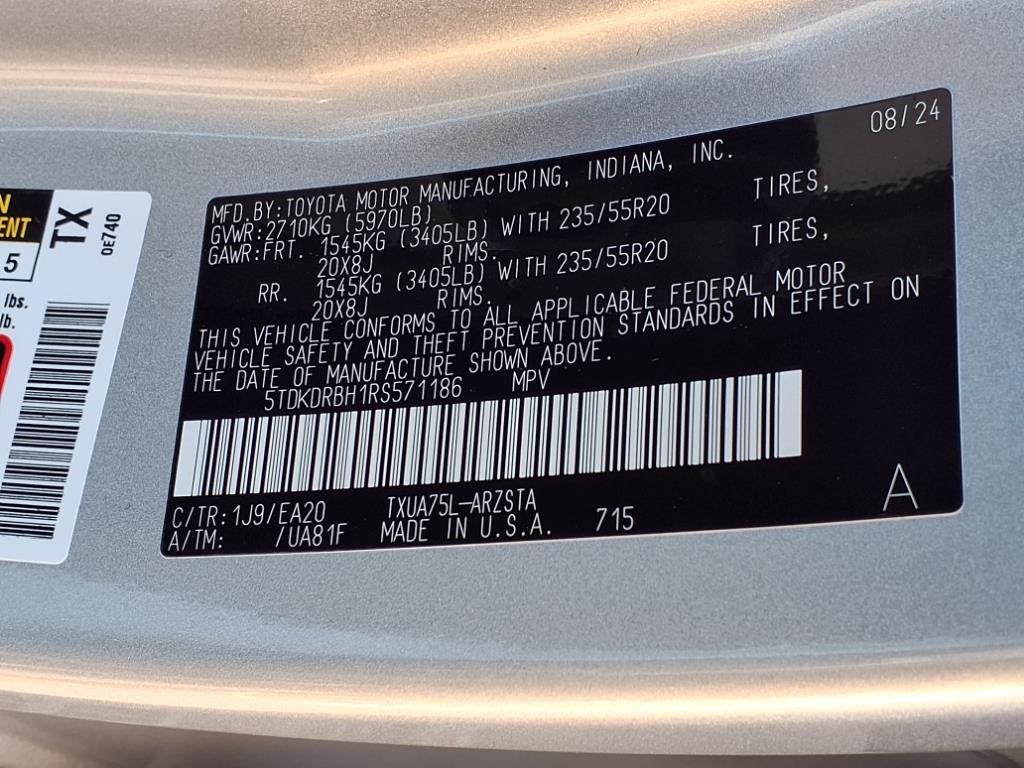 08/24
MFD.BY:TOYOTA MOTOR MANUFACTURING, INDIANA, INC.
GVWR:2710KG (5970LB)
GAWR:FRT. 1545KG (3405LB) WITH 235/55R20 TIRES,
20X8J RIMS.
RR. 1545KG (3405LB) WITH 235/55R20 TIRES,
20X8J RIMS.
THIS VEHICLE CONFORMS TO ALL APPLICABLE FEDERAL MOTOR
VEHICLE SAFETY AND THEFT PREVENTION STANDARDS IN EFFECT ON
THE DATE OF MANUFACTURE SHOWN ABOVE.
5TDKDRBH1RS571186 MPV
C/TR:1J9/EA20 TXUA75L-ARZSTA
A/TM: /UA81F MADE IN U.S.A. 715
A
TX
0E740
5
lbs.
lb.